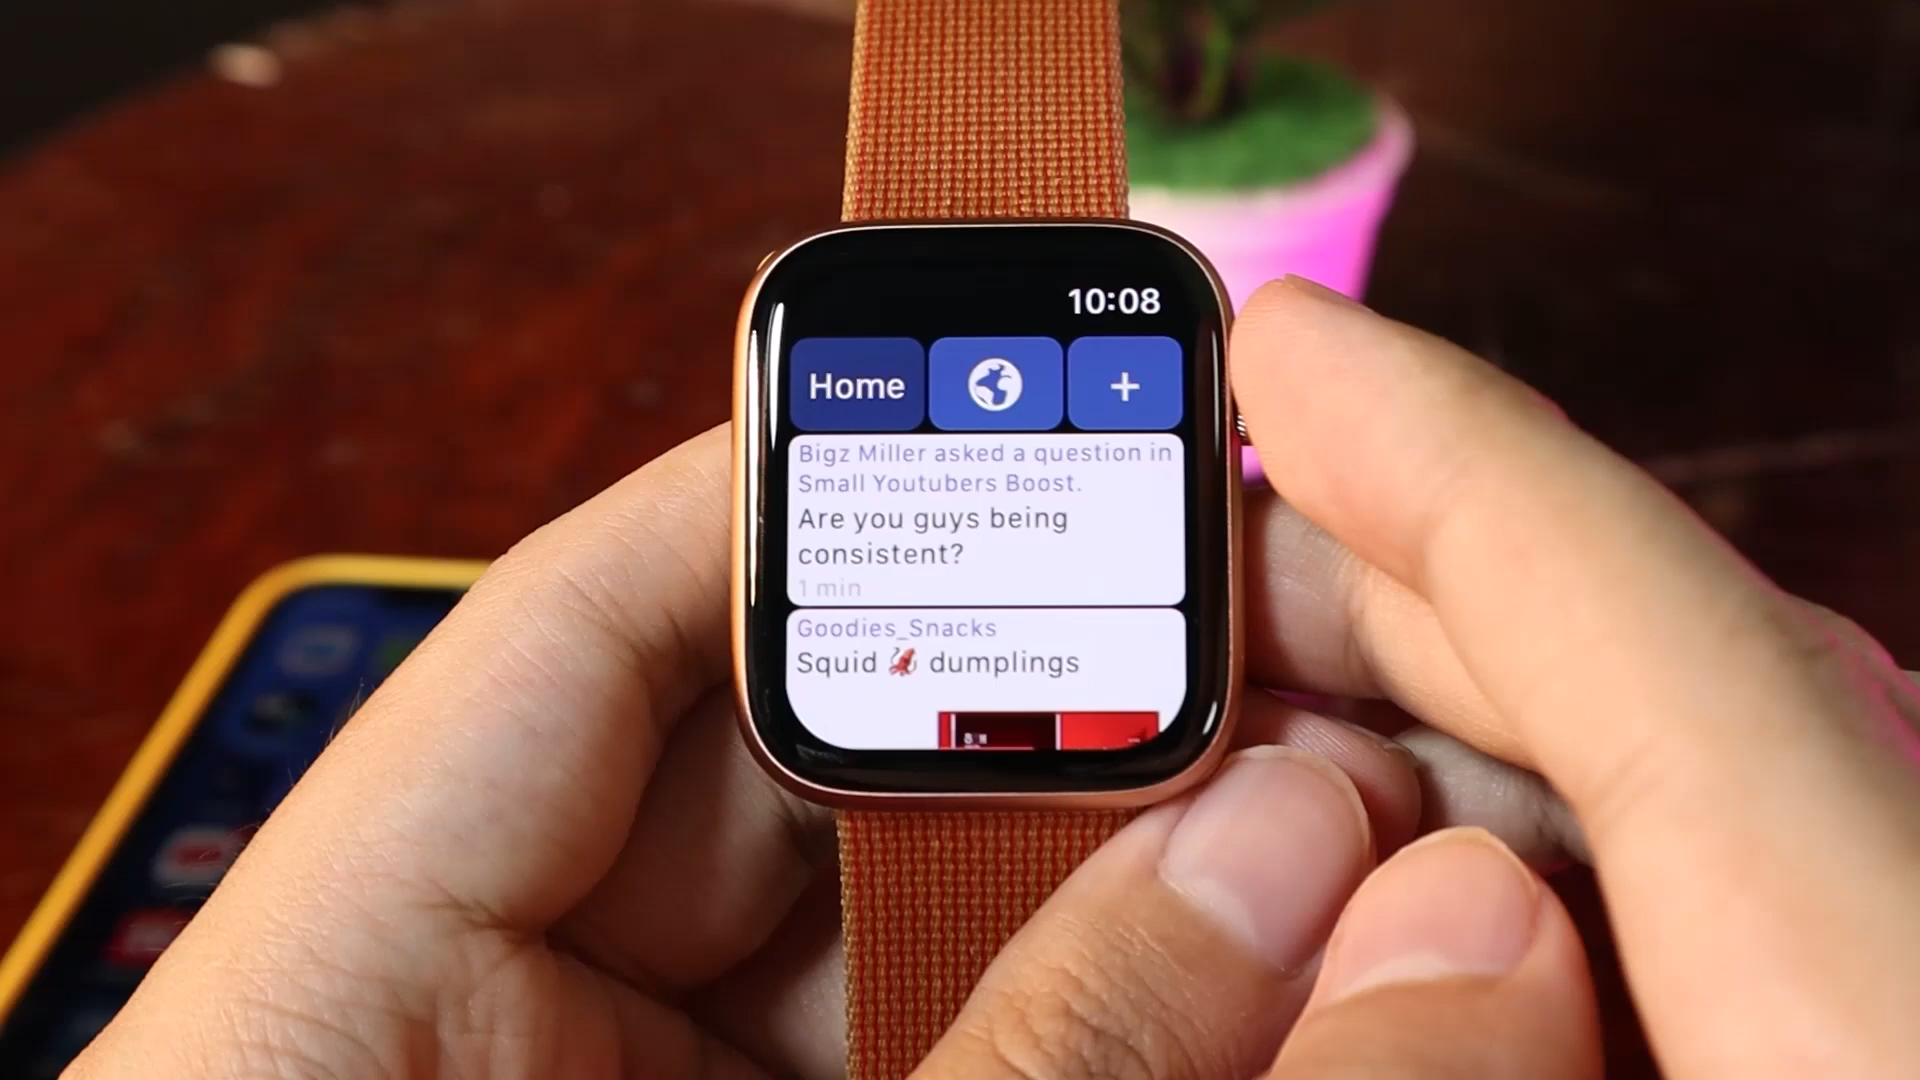 10:08
Home
+
Bigz Miller asked a question in
Small Youtubers Boost.
Are you guys being
consistent?
1 min
Goodies_Snacks
Squid 🦑 dumplings